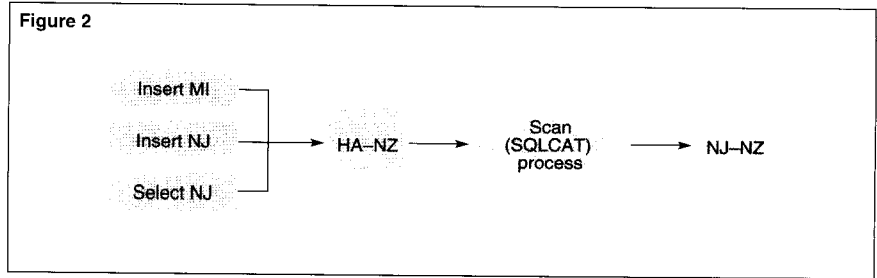 Figure 2
Insert MI
Insert NJ
Select NJ
HA–NZ
Scan
(SQLCAT)
process
NJ–NZ